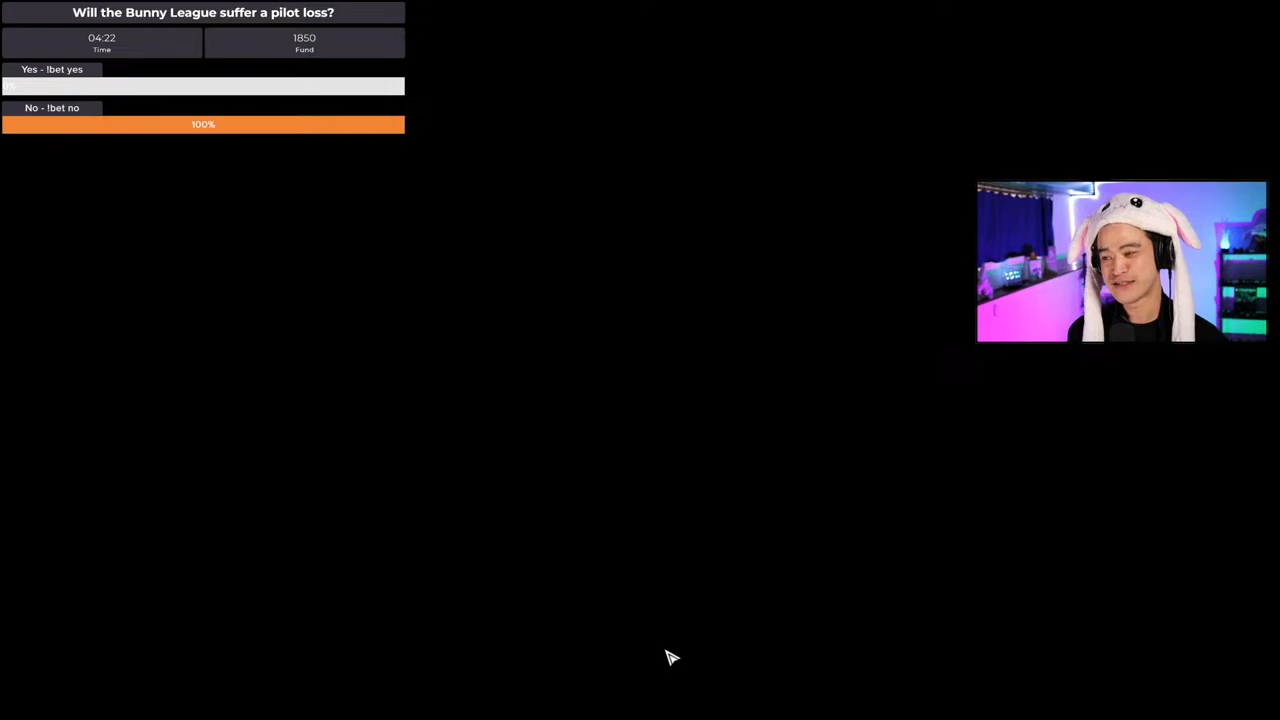 Will the Bunny League suffer a pilot loss?
04:22
Time
1850
Fund
Yes - !bet yes
0%
No - !bet no
100%